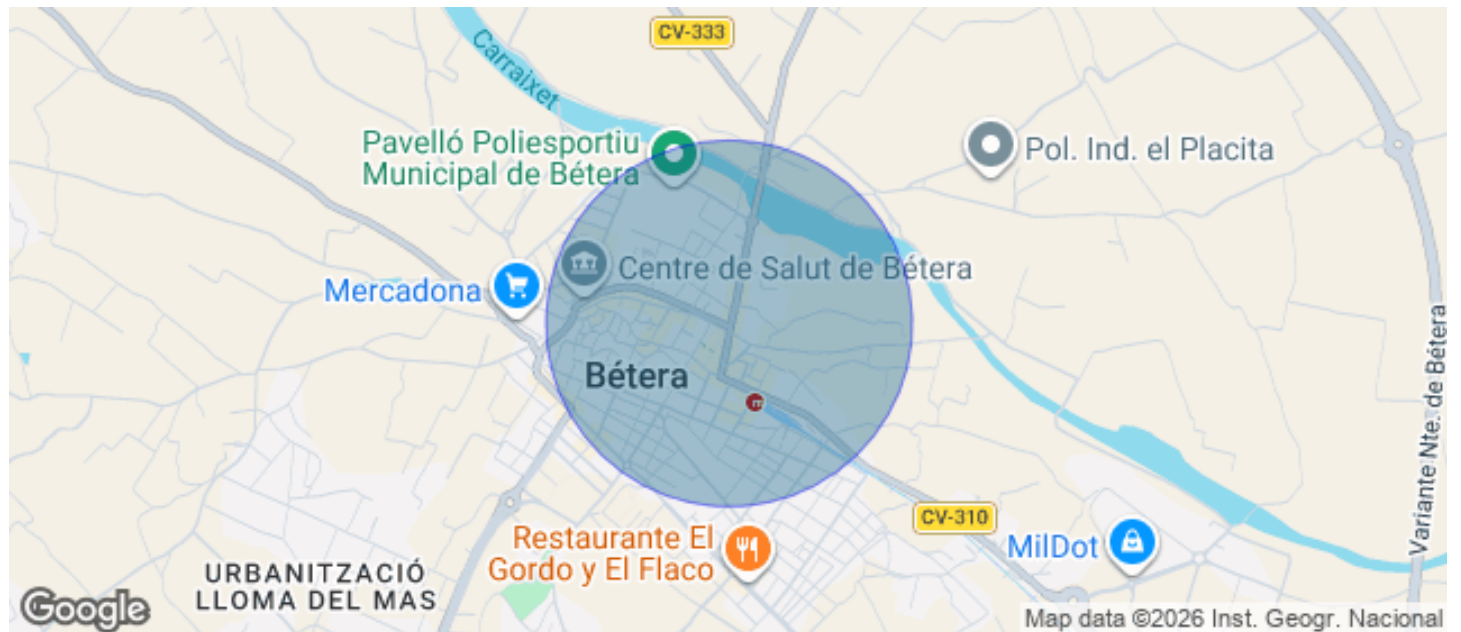 CV-333
Carraixet
Pavelló Poliesportiu
Municipal de Bétera
Pol. Ind. el Placita
Centre de Salut de Bétera
Mercadona
Bétera
m
Variante Nte. de Bétera
CV-310
Restaurante El
Gordo y El Flaco
MilDot
URBANITZACIÓ
LLOMA DEL MAS
Google
Map data ©2026 Inst. Geogr. Nacional